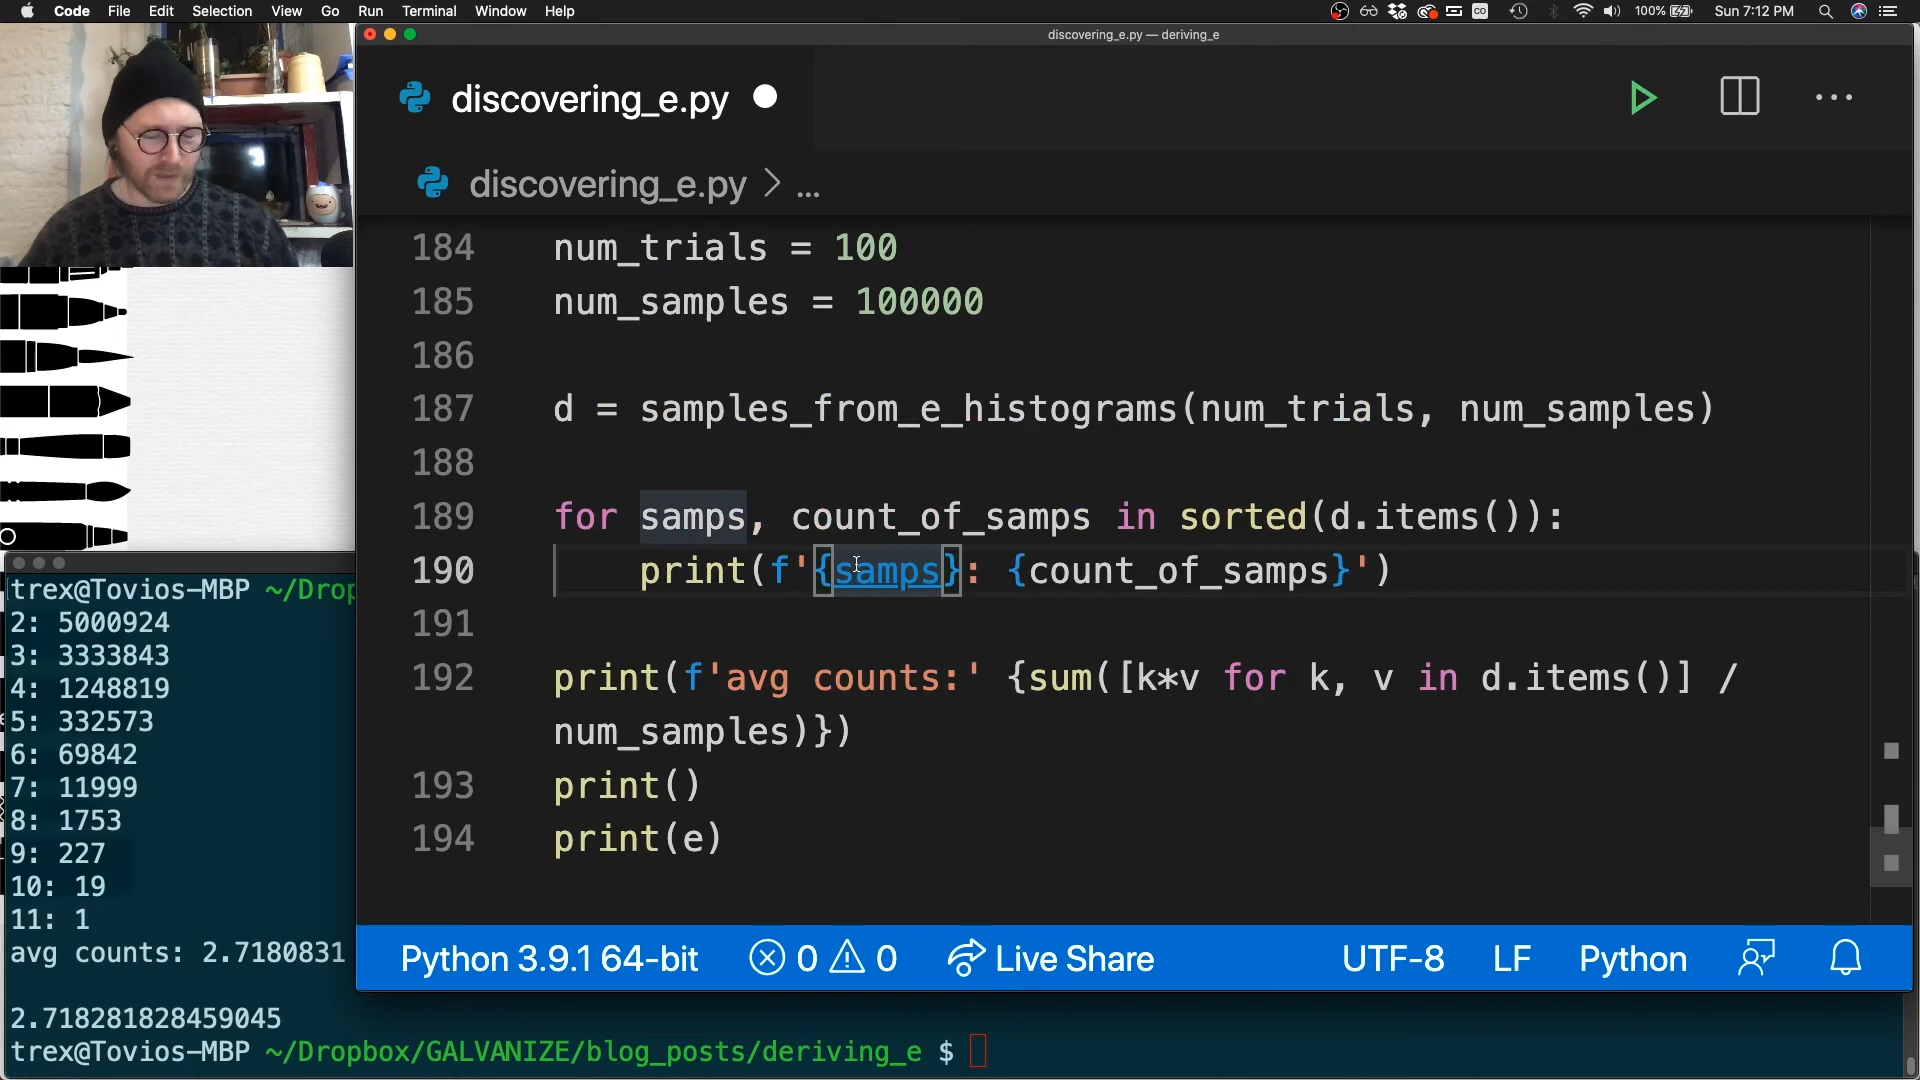 Code File Edit Selection View Go Run Terminal Window Help
100% Sun 7:12 PM
discovering_e.py — deriving_e
discovering_e.py
discovering_e.py > ...
184 num_trials = 100
185 num_samples = 100000
186
187 d = samples_from_e_histograms(num_trials, num_samples)
188
189 for samps, count_of_samps in sorted(d.items()):
190 print(f'{samps}: {count_of_samps}')
191
192 print(f'avg counts:' {sum([k*v for k, v in d.items()] /
num_samples)})
193 print()
194 print(e)
Python 3.9.1 64-bit 0 0 Live Share UTF-8 LF Python
trex@Tovios-MBP ~/Drop
2: 5000924
3: 3333843
4: 1248819
5: 332573
6: 69842
7: 11999
8: 1753
9: 227
10: 19
11: 1
avg counts: 2.7180831
2.718281828459045
trex@Tovios-MBP ~/Dropbox/GALVANIZE/blog_posts/deriving_e $